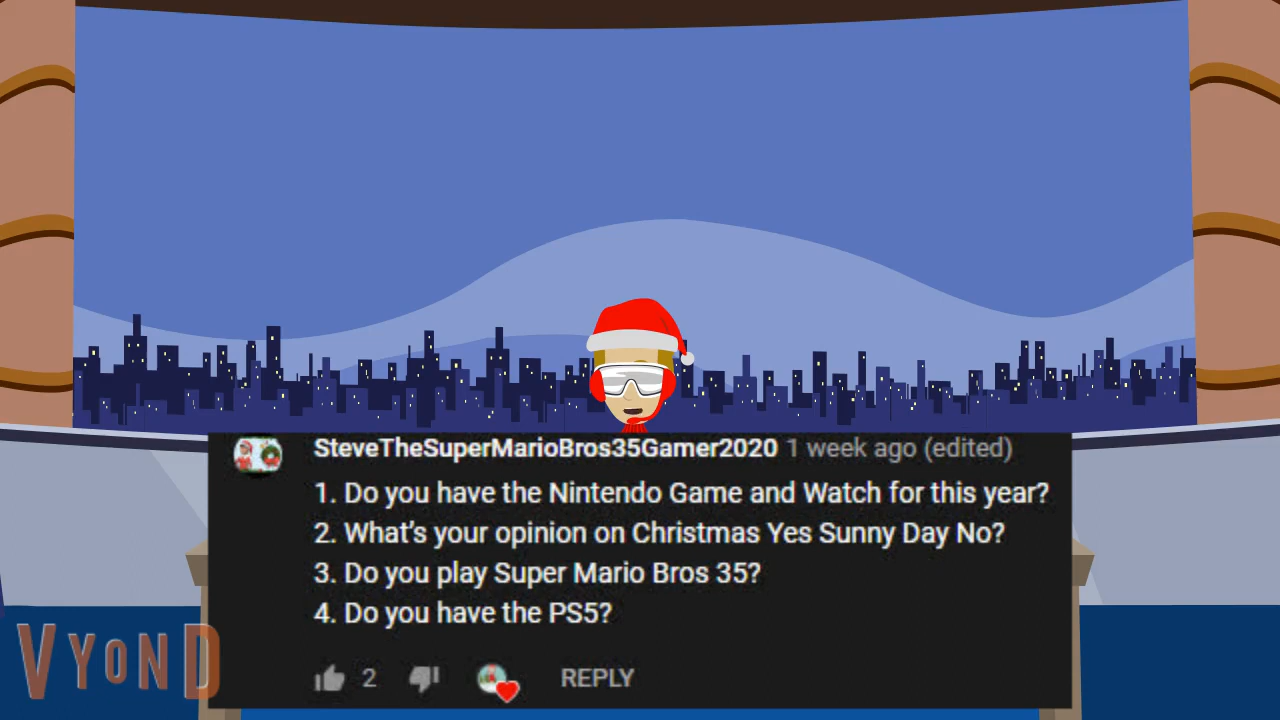 SteveTheSuperMarioBros35Gamer2020 1 week ago (edited)
1. Do you have the Nintendo Game and Watch for this year?
2. What's your opinion on Christmas Yes Sunny Day No?
3. Do you play Super Mario Bros 35?
4. Do you have the PS5?
2 REPLY
VYOND